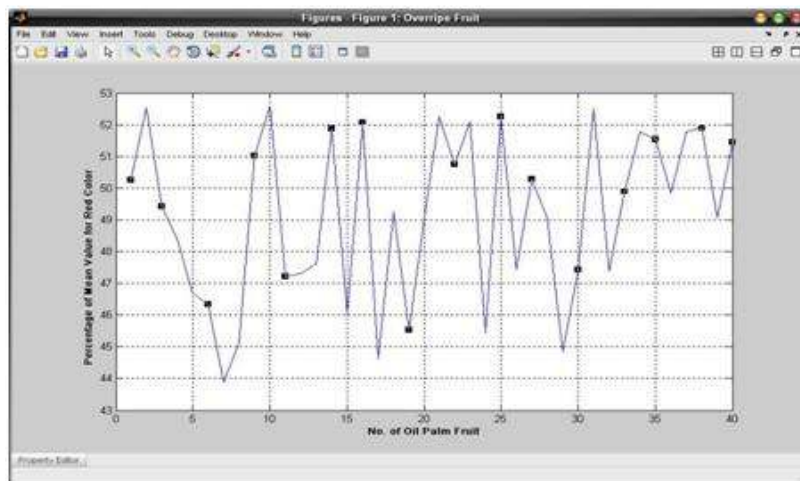 Figures - Figure 1: Overripe Fruit
File Edit View Insert Tools Debug Desktop Window Help
53
52
51
50
49
48
47
46
45
44
43
Percentage of Mean Value for Red Color
0 5 10 15 20 25 30 35 40
No. of Oil Palm Fruit
Property Editor